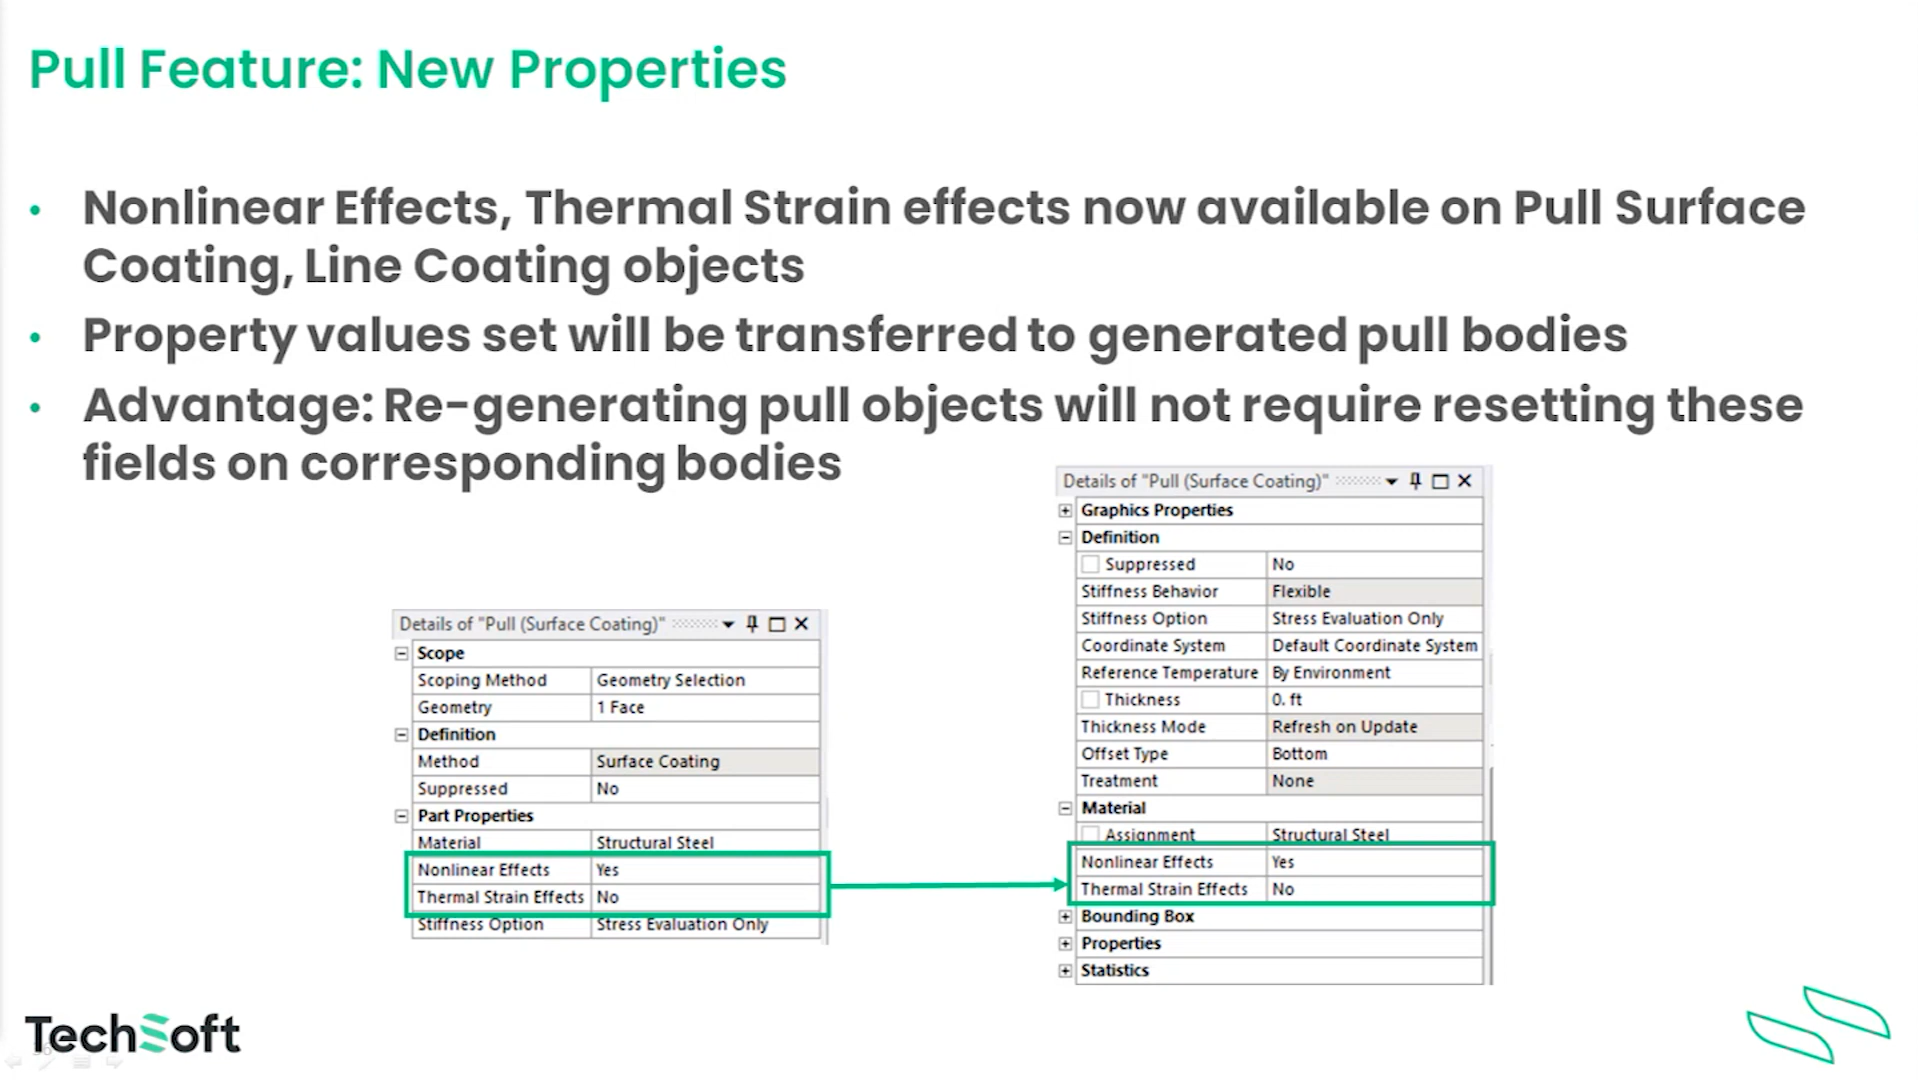 Pull Feature: New Properties
• Nonlinear Effects, Thermal Strain effects now available on Pull Surface
Coating, Line Coating objects
• Property values set will be transferred to generated pull bodies
• Advantage: Re-generating pull objects will not require resetting these
fields on corresponding bodies
Details of "Pull (Surface Coating)"
Scope
Scoping Method Geometry Selection
Geometry 1 Face
Definition
Method Surface Coating
Suppressed No
Part Properties
Material Structural Steel
Nonlinear Effects Yes
Thermal Strain Effects No
Stiffness Option Stress Evaluation Only
Details of "Pull (Surface Coating)"
Graphics Properties
Definition
Suppressed No
Stiffness Behavior Flexible
Stiffness Option Stress Evaluation Only
Coordinate System Default Coordinate System
Reference Temperature By Environment
Thickness 0. ft
Thickness Mode Refresh on Update
Offset Type Bottom
Treatment None
Material
Assignment Structural Steel
Nonlinear Effects Yes
Thermal Strain Effects No
Bounding Box
Properties
Statistics
TechSoft